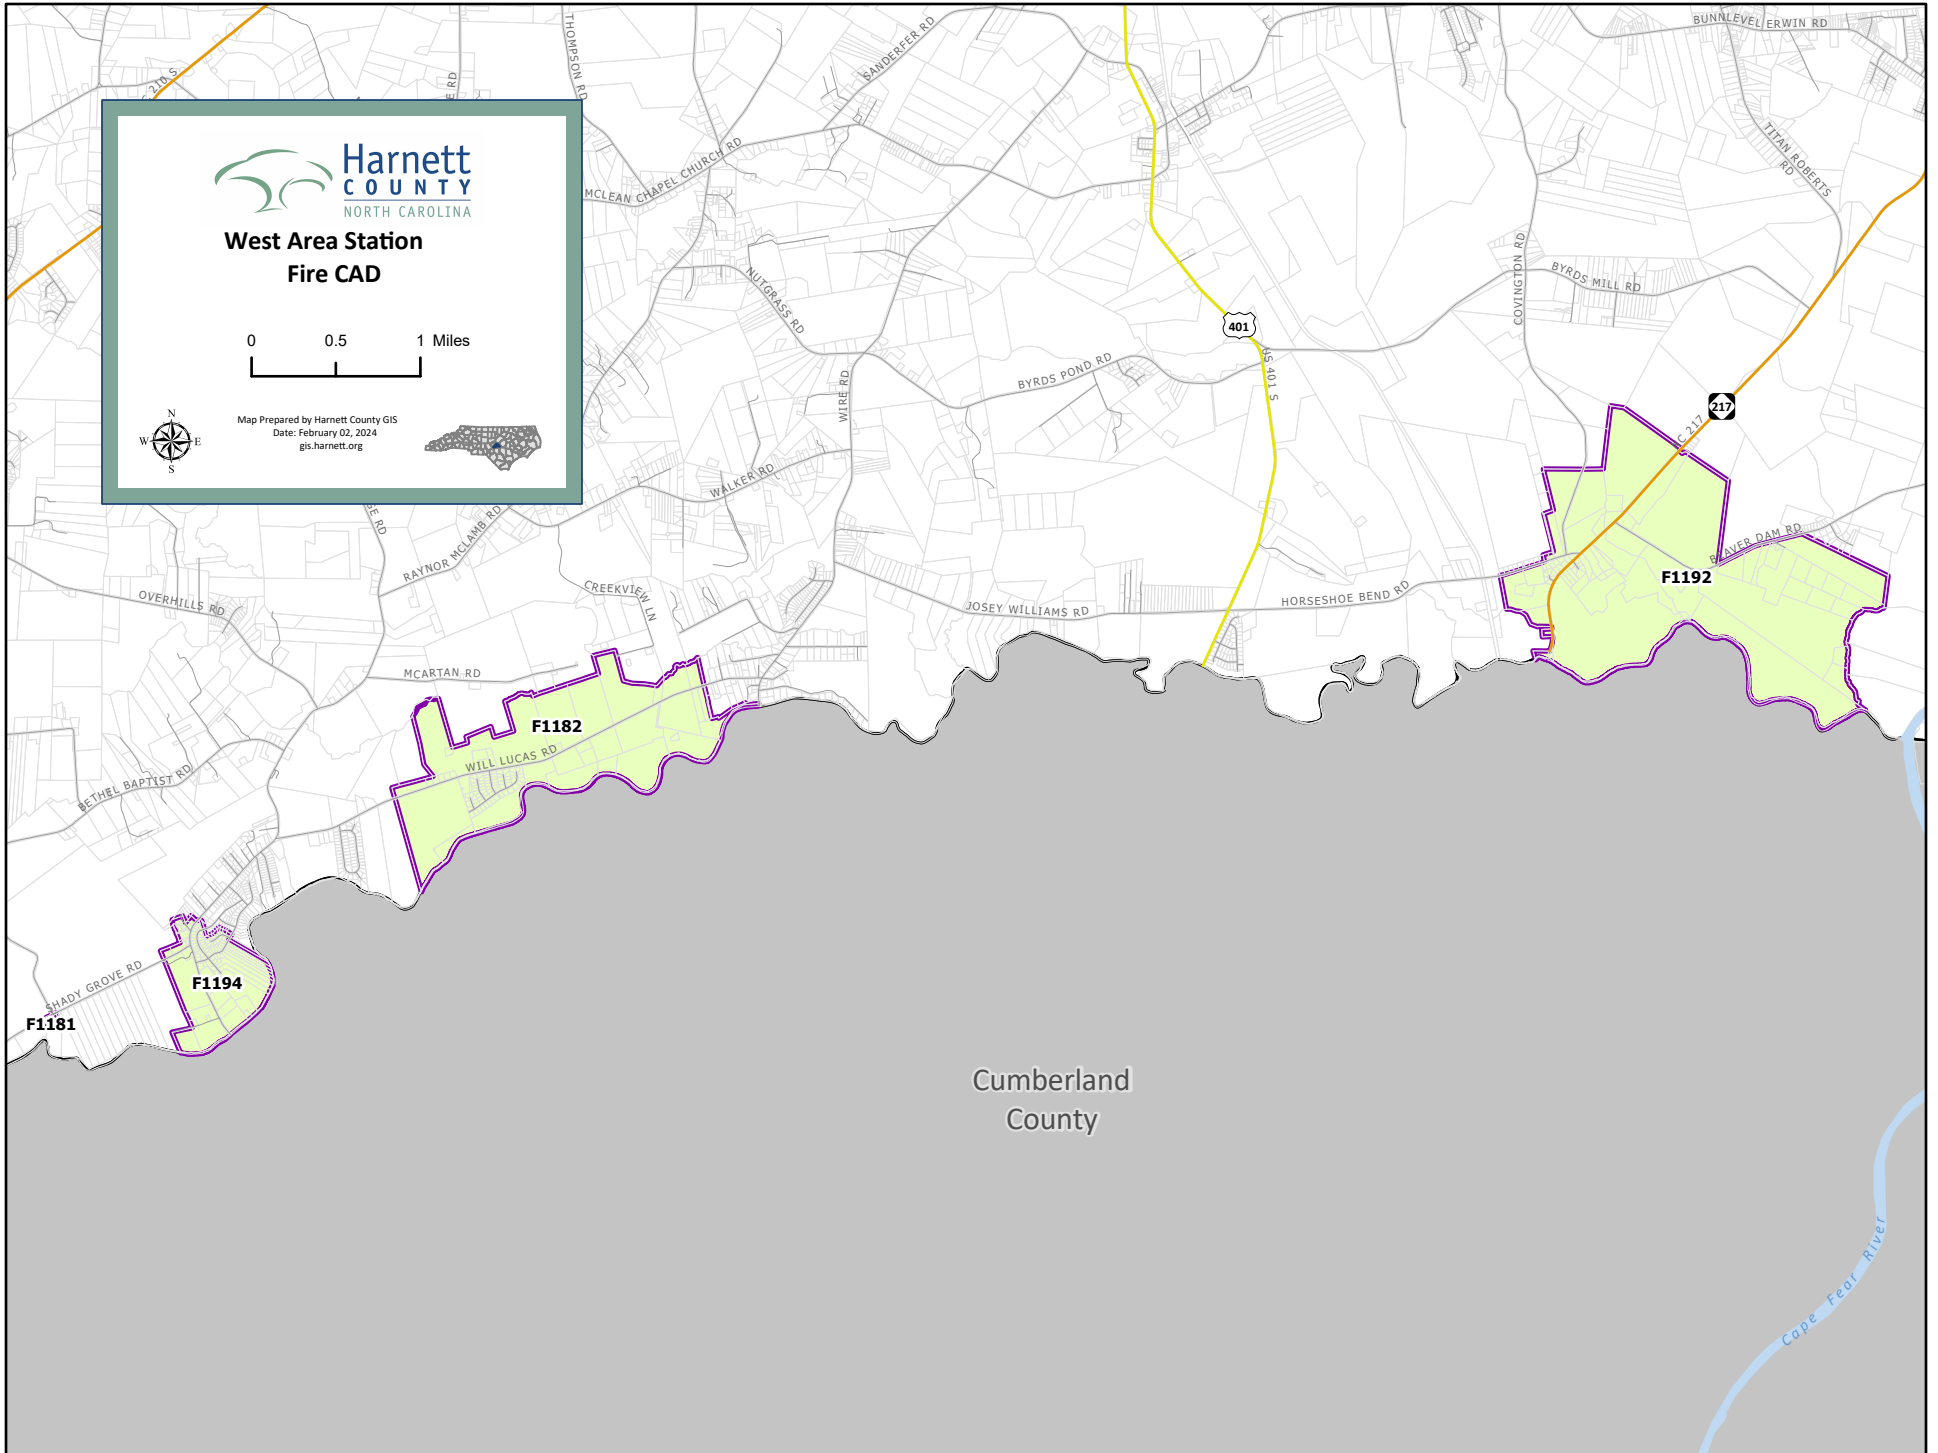 BUNNLEVEL ERWIN RD
THOMPSON RD
SANDERFER RD
210 S
E RD
Harnett
COUNTY
NORTH CAROLINA
West Area Station
Fire CAD
0 0.5 1 Miles
N
W E
S
Map Prepared by Harnett County GIS
Date: February 02, 2024
gis.harnett.org
MCLEAN CHAPEL CHURCH RD
TITAN ROBERTS
RD
NUTGRASS RD
COVINGTON RD
BYRDS MILL RD
401
US 401 S
BYRDS POND RD
WIRE RD
217
C 217
WALKER RD
GE RD
RAYNOR MCLAMB RD
BEAVER DAM RD
F1192
CREEKVIEW LN
OVERHILLS RD
JOSEY WILLIAMS RD
HORSESHOE BEND RD
MCARTAN RD
F1182
WILL LUCAS RD
BETHEL BAPTIST RD
SHADY GROVE RD
F1194
F1181
Cumberland
County
Cape Fear River